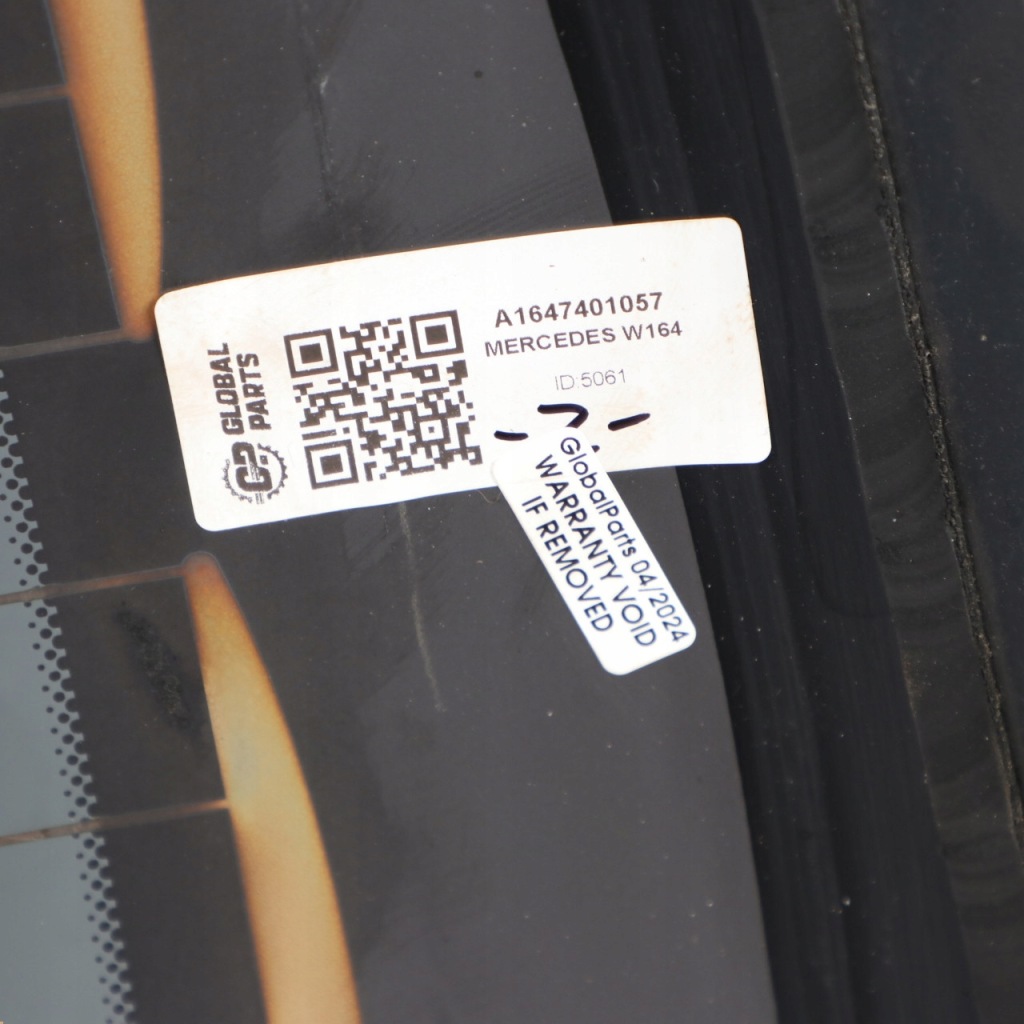 GLOBAL
PARTS
A1647401057
MERCEDES W164
ID:5061
GlobalParts 04/2024
WARRANTY VOID
IF REMOVED